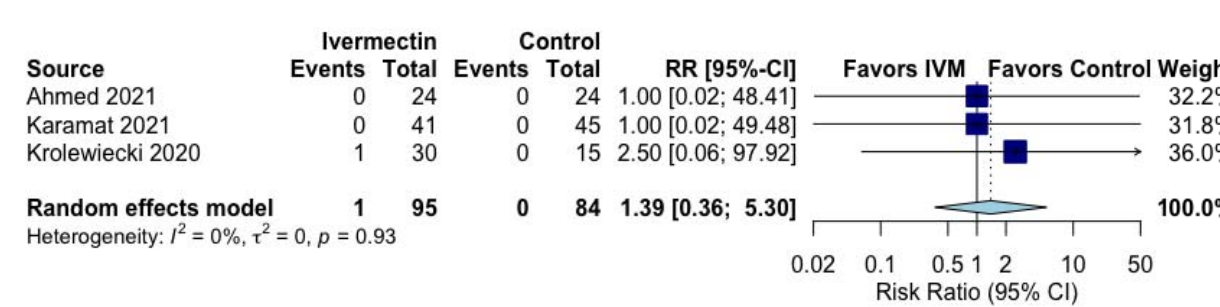 Ivermectin Control
Source Events Total Events Total RR [95%-CI] Favors IVM Favors Control Weigh
Ahmed 2021 0 24 0 24 1.00 [0.02; 48.41] 32.2%
Karamat 2021 0 41 0 45 1.00 [0.02; 49.48] 31.8%
Krolewiecki 2020 1 30 0 15 2.50 [0.06; 97.92] 36.0%
Random effects model 1 95 0 84 1.39 [0.36; 5.30] 100.0%
Heterogeneity: I² = 0%, τ² = 0, p = 0.93
0.02 0.1 0.5 1 2 10 50
Risk Ratio (95% CI)